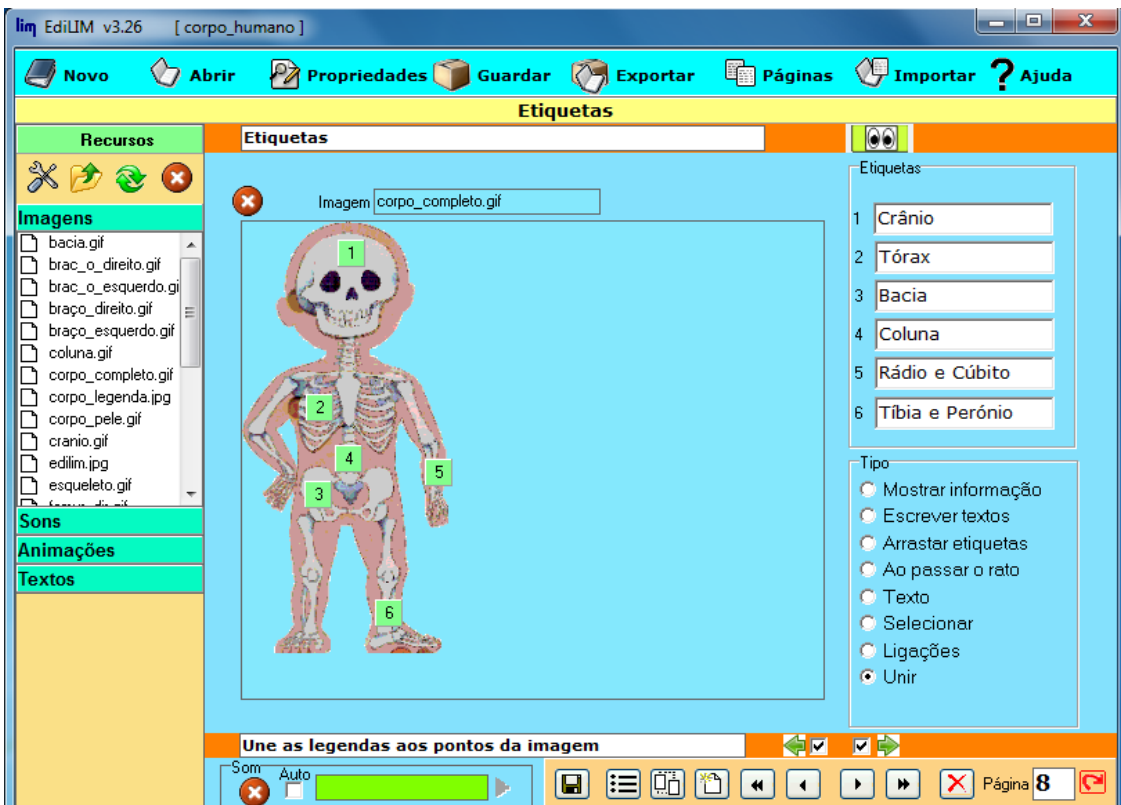 lim EdiLIM v3.26 [ corpo_humano ]
Novo Abrir Propriedades Guardar Exportar Páginas Importar ? Ajuda
Etiquetas
Recursos
Etiquetas
Imagem corpo_completo.gif
Imagens
bacia.gif
brac_o_direito.gif
brac_o_esquerdo.gi
braço_direito.gif
braço_esquerdo.gif
coluna.gif
corpo_completo.gif
corpo_legenda.jpg
corpo_pele.gif
cranio.gif
edilim.jpg
esqueleto.gif
Sons
Animações
Textos
1
2
4
5
3
6
Etiquetas
1 Crânio
2 Tórax
3 Bacia
4 Coluna
5 Rádio e Cúbito
6 Tíbia e Perónio
Tipo
Mostrar informação
Escrever textos
Arrastar etiquetas
Ao passar o rato
Texto
Selecionar
Ligações
Unir
Une as legendas aos pontos da imagem
Som
Auto
Página 8